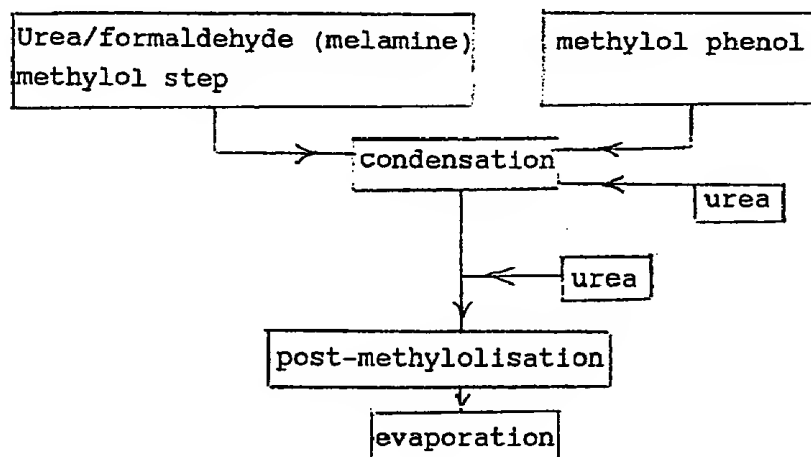 Urea/formaldehyde (melamine)
methylol step
methylol phenol
condensation
urea
urea
post-methylolisation
evaporation